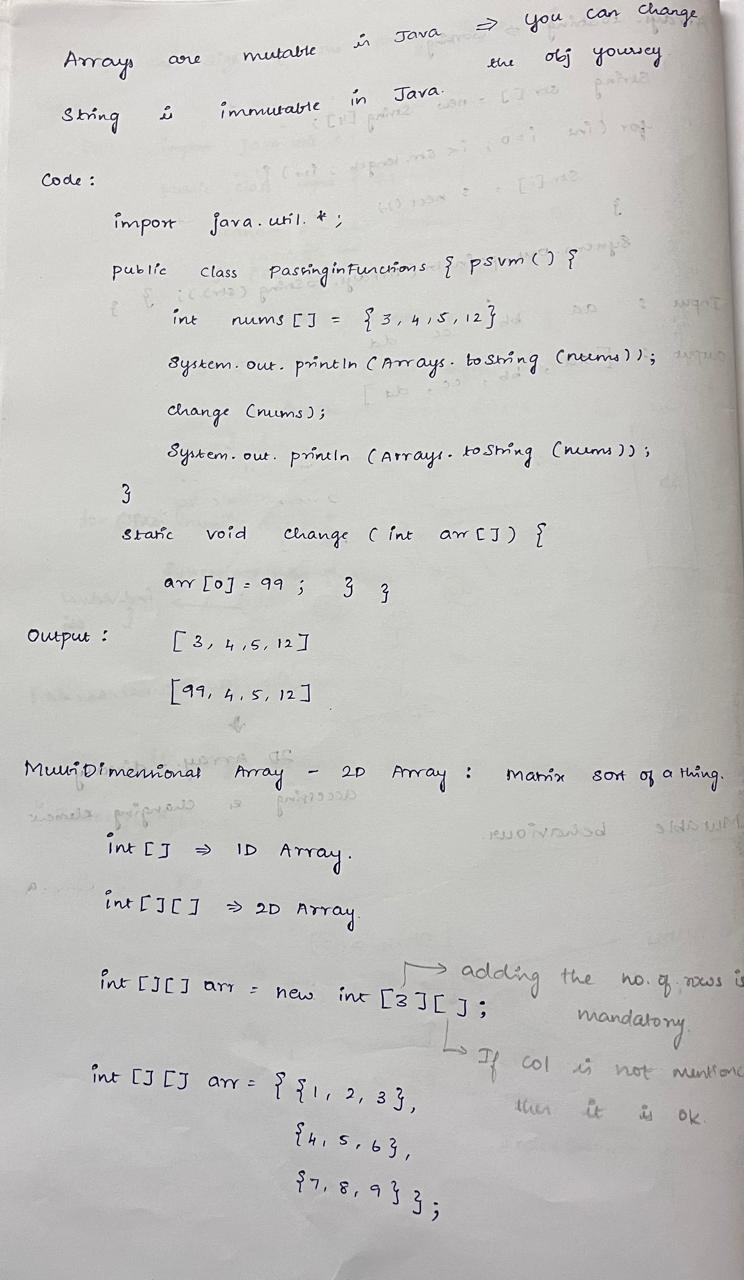 Arrays are mutable in Java ⇒ you can change
the obj
String is immutable in Java.
Code :
import java.util.*;
public class PassinginFunctions { psvm() {
int nums [] = {3, 4, 5, 12}
System.out.println (Arrays.toString (nums));
change (nums);
System.out.println (Arrays.toString (nums));
}
static void change (int arr []) {
arr [0] = 99 ; } }
Output : [3, 4, 5, 12]
[99, 4, 5, 12]
MultiDimensional Array - 2D Array : Matrix sort of a thing.
int [] ⇒ 1D Array.
int [][] ⇒ 2D Array.
int [][] arr = new int [3][];
adding the no. of rows is
mandatory.
If col is not mentione
then it is ok.
int [][] arr = { {1, 2, 3},
{4, 5, 6},
{7, 8, 9} };